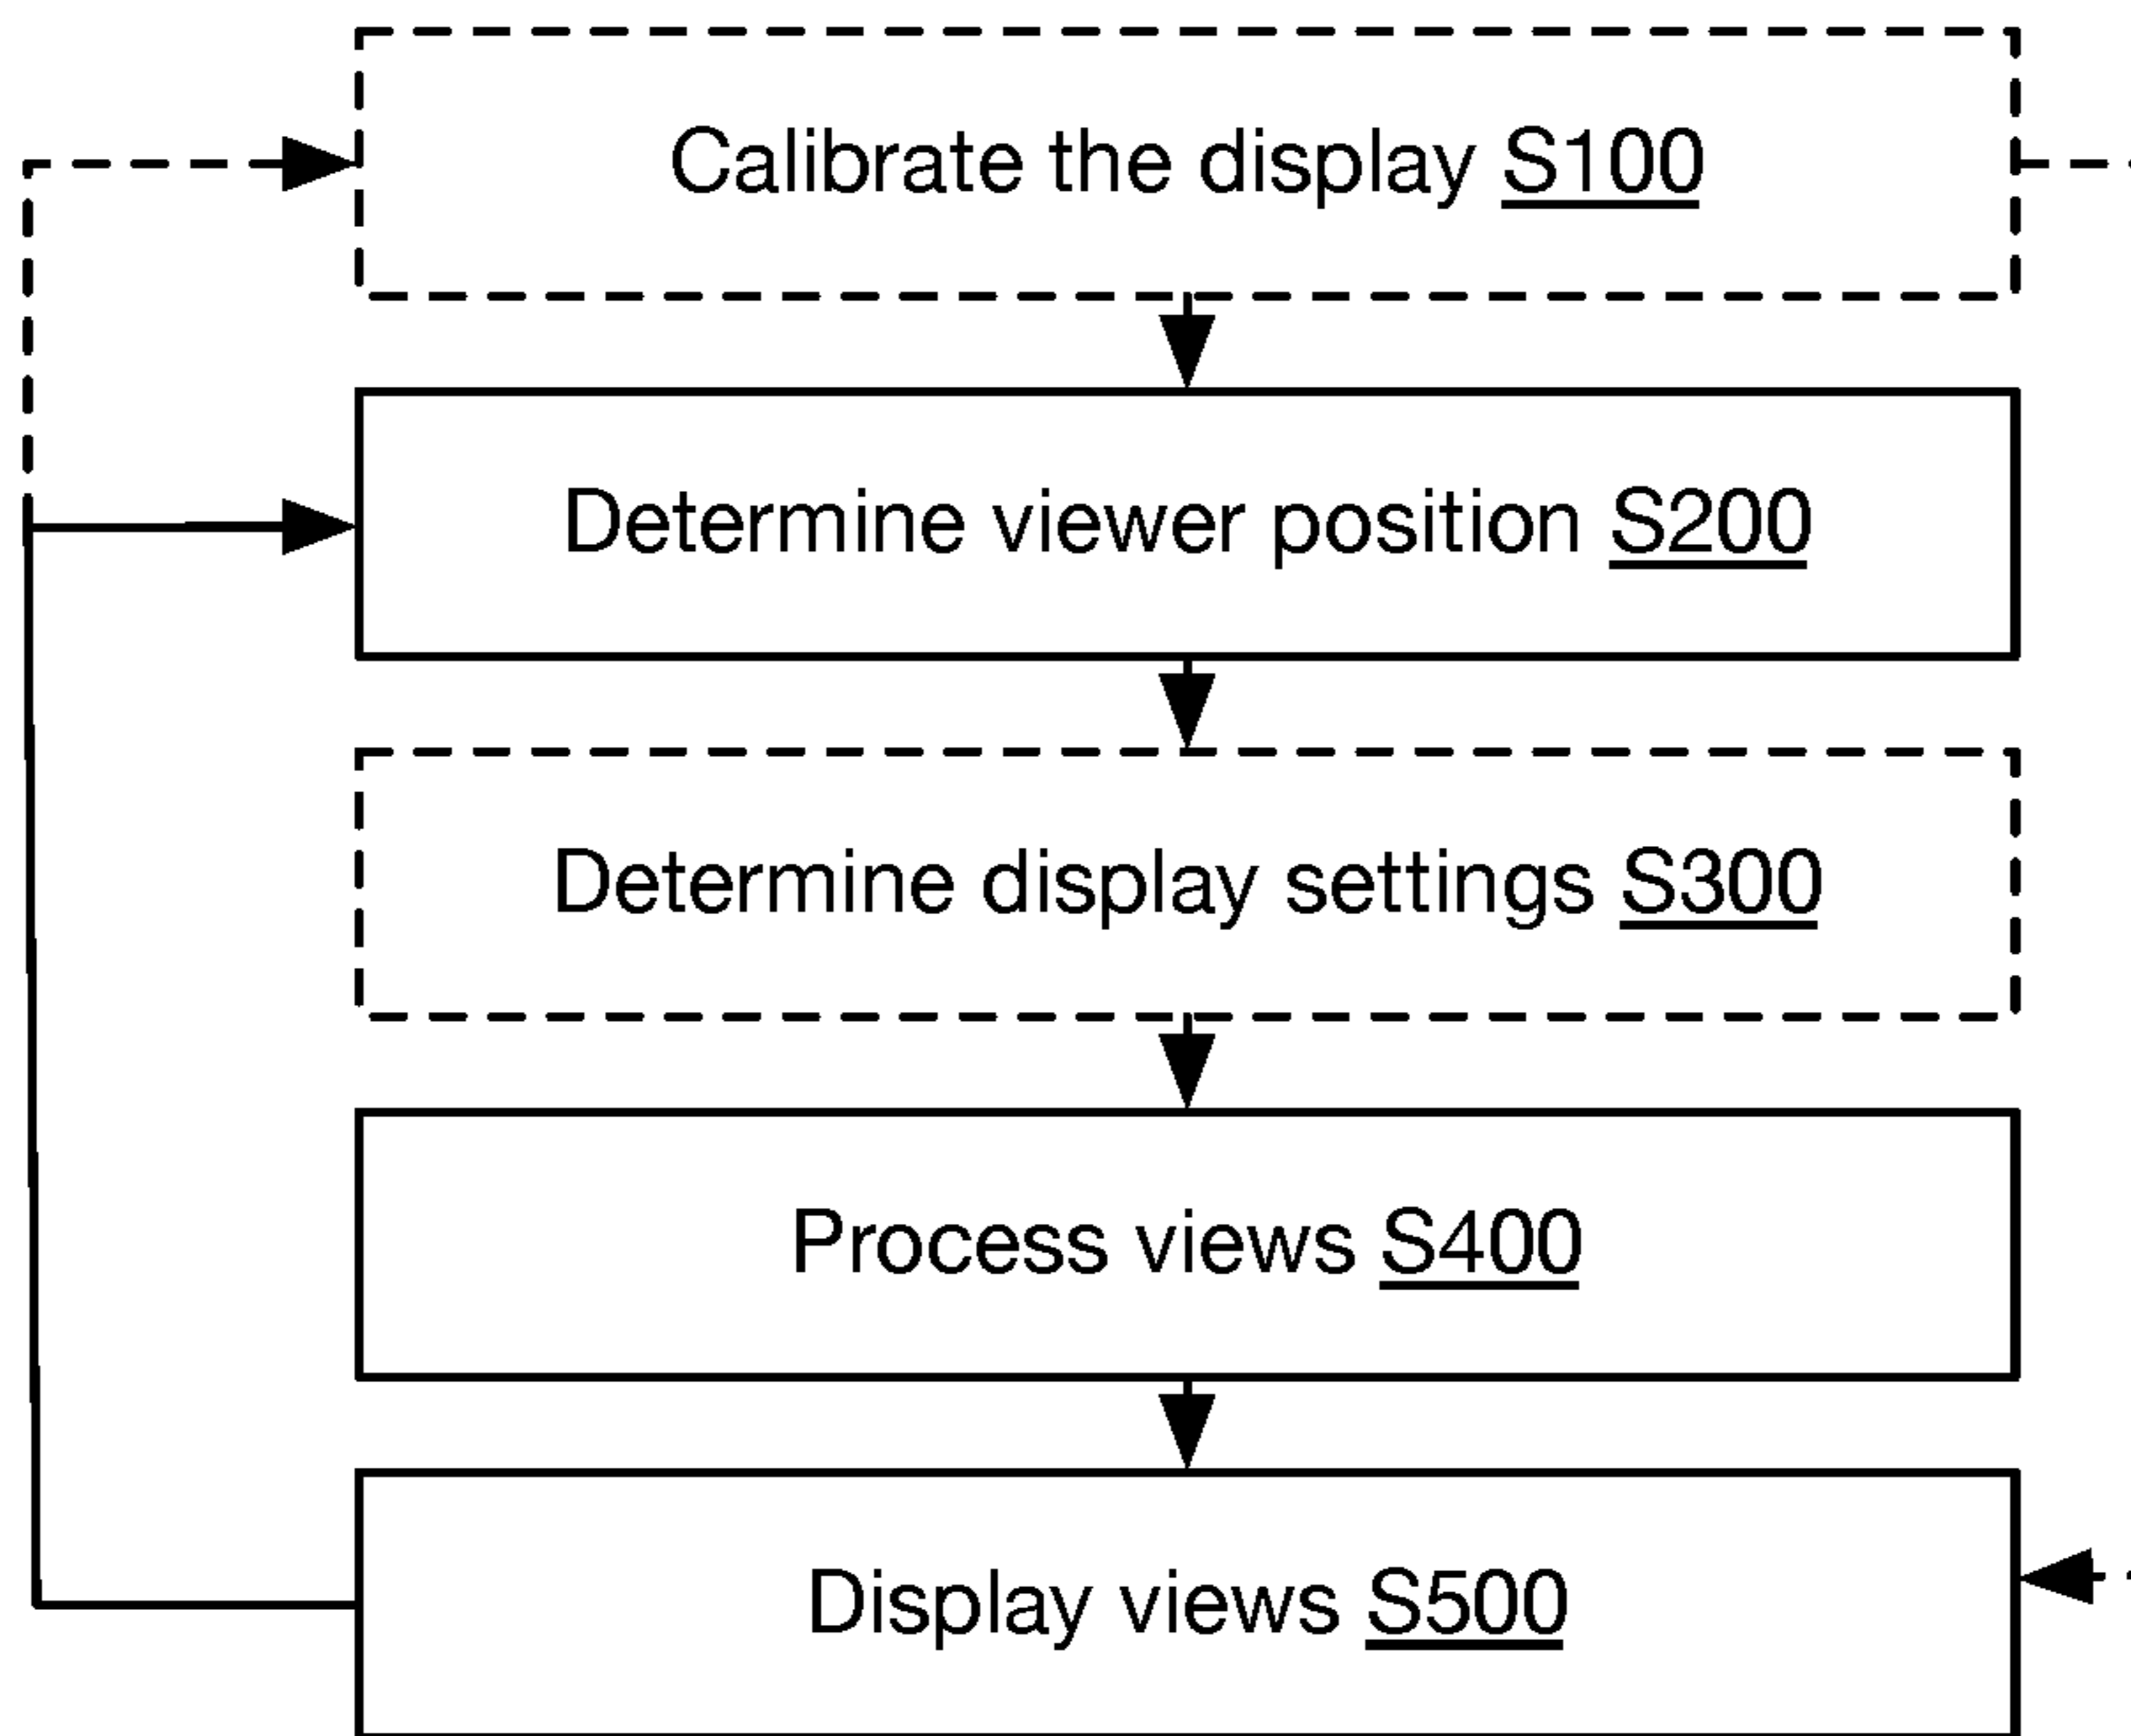 Calibrate the display S100
Determine viewer position S200
Determine display settings S300
Process views S400
Display views S500